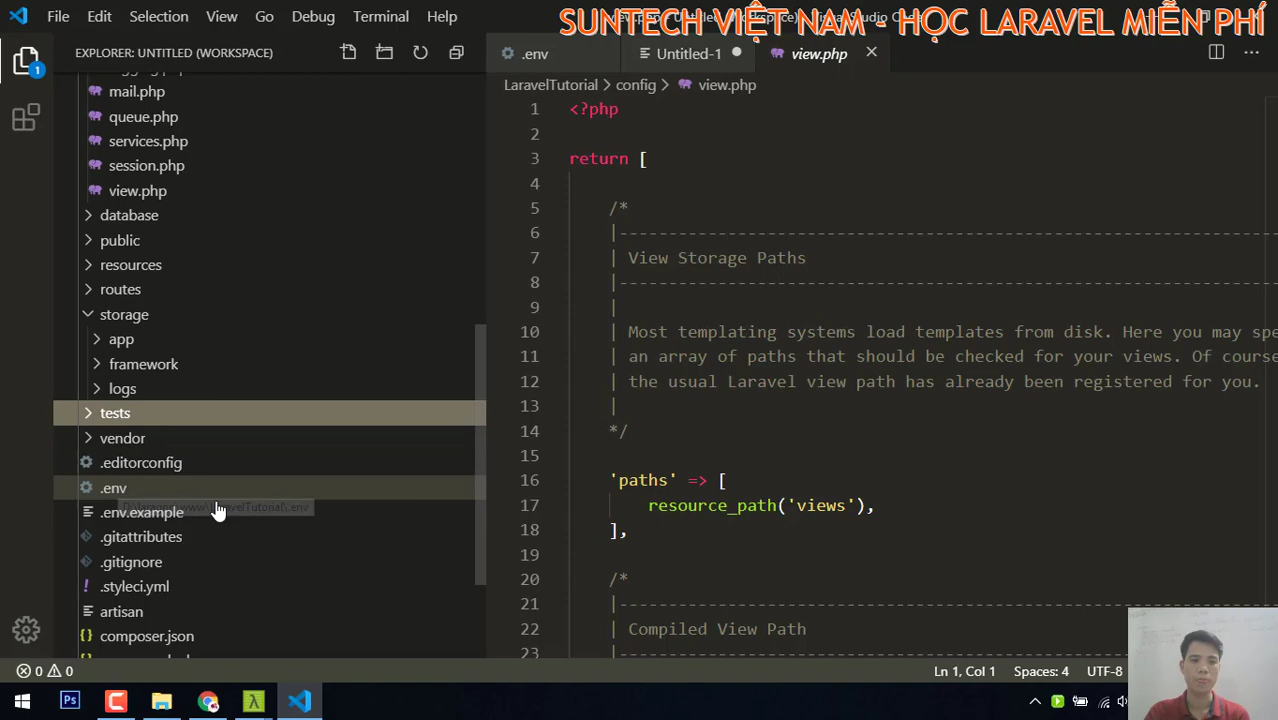 File Edit Selection View Go Debug Terminal Help
SUNTECH VIỆT NAM - HỌC LARAVEL MIỄN PHÍ
EXPLORER: UNTITLED (WORKSPACE)
.env
Untitled-1
view.php
LaravelTutorial > config > view.php
1
mail.php
queue.php
services.php
session.php
view.php
database
public
resources
routes
storage
app
framework
logs
tests
vendor
.editorconfig
.env
.env.example
.gitattributes
.gitignore
.styleci.yml
artisan
composer.json
1 <?php
2
3 return [
4
5 /*
6 |--------------------------------------------------------------------------
7 | View Storage Paths
8 |--------------------------------------------------------------------------
9 |
10 | Most templating systems load templates from disk. Here you may spe
11 | an array of paths that should be checked for your views. Of course
12 | the usual Laravel view path has already been registered for you.
13 |
14 */
15
16 'paths' => [
17 resource_path('views'),
18 ],
19
20 /*
21 |--------------------------------------------------------------------------
22 | Compiled View Path
23 |--------------------------------------------------------------------------
0 0
Ln 1, Col 1 Spaces: 4 UTF-8
Ps